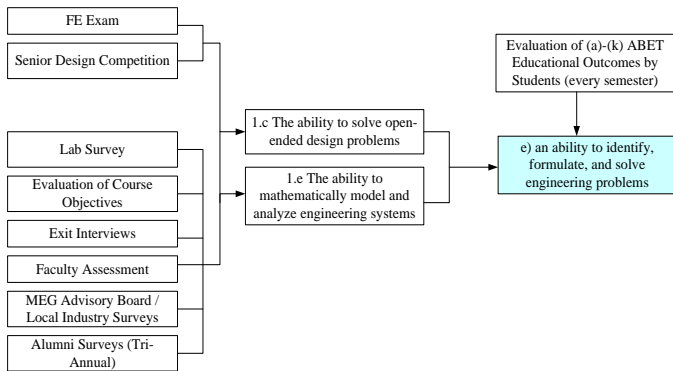 FE Exam
Senior Design Competition
Lab Survey
Evaluation of Course
Objectives
Exit Interviews
Faculty Assessment
MEG Advisory Board /
Local Industry Surveys
Alumni Surveys (Tri-
Annual)
1.c The ability to solve open-
ended design problems
1.e The ability to
mathematically model and
analyze engineering systems
Evaluation of (a)-(k) ABET
Educational Outcomes by
Students (every semester)
e) an ability to identify,
formulate, and solve
engineering problems